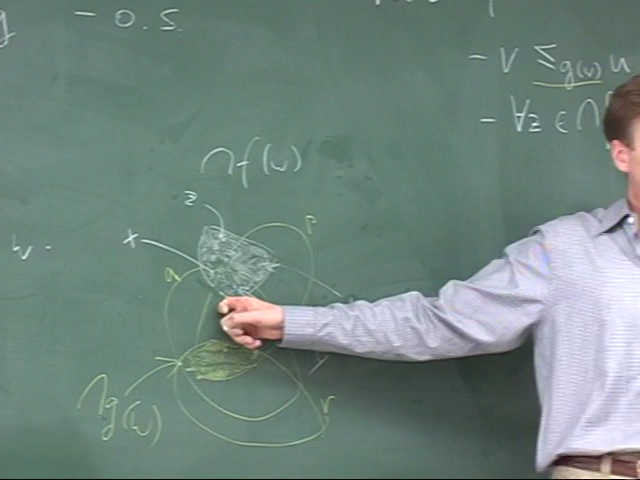 - 0.5.
- V ≤g(w) u
- ∀z ∈ ∩
∩f(w)
z
x
w.
p
q
r
∩g(w)